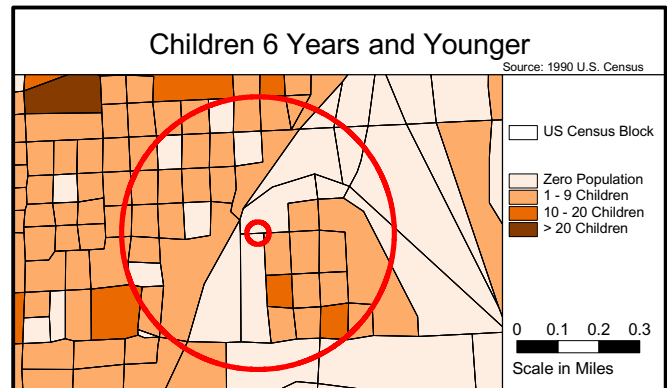 Children 6 Years and Younger
Source: 1990 U.S. Census
US Census Block
Zero Population
1 - 9 Children
10 - 20 Children
> 20 Children
0 0.1 0.2 0.3
Scale in Miles